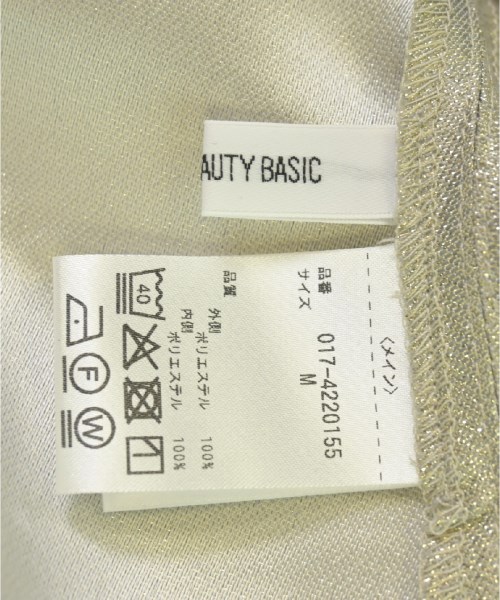 AUTY BASIC
〈メイン〉
品番 017-4220155
サイズ M
品質
外側
ポリエステル 100%
内側
ポリエステル 100%
40
F
W